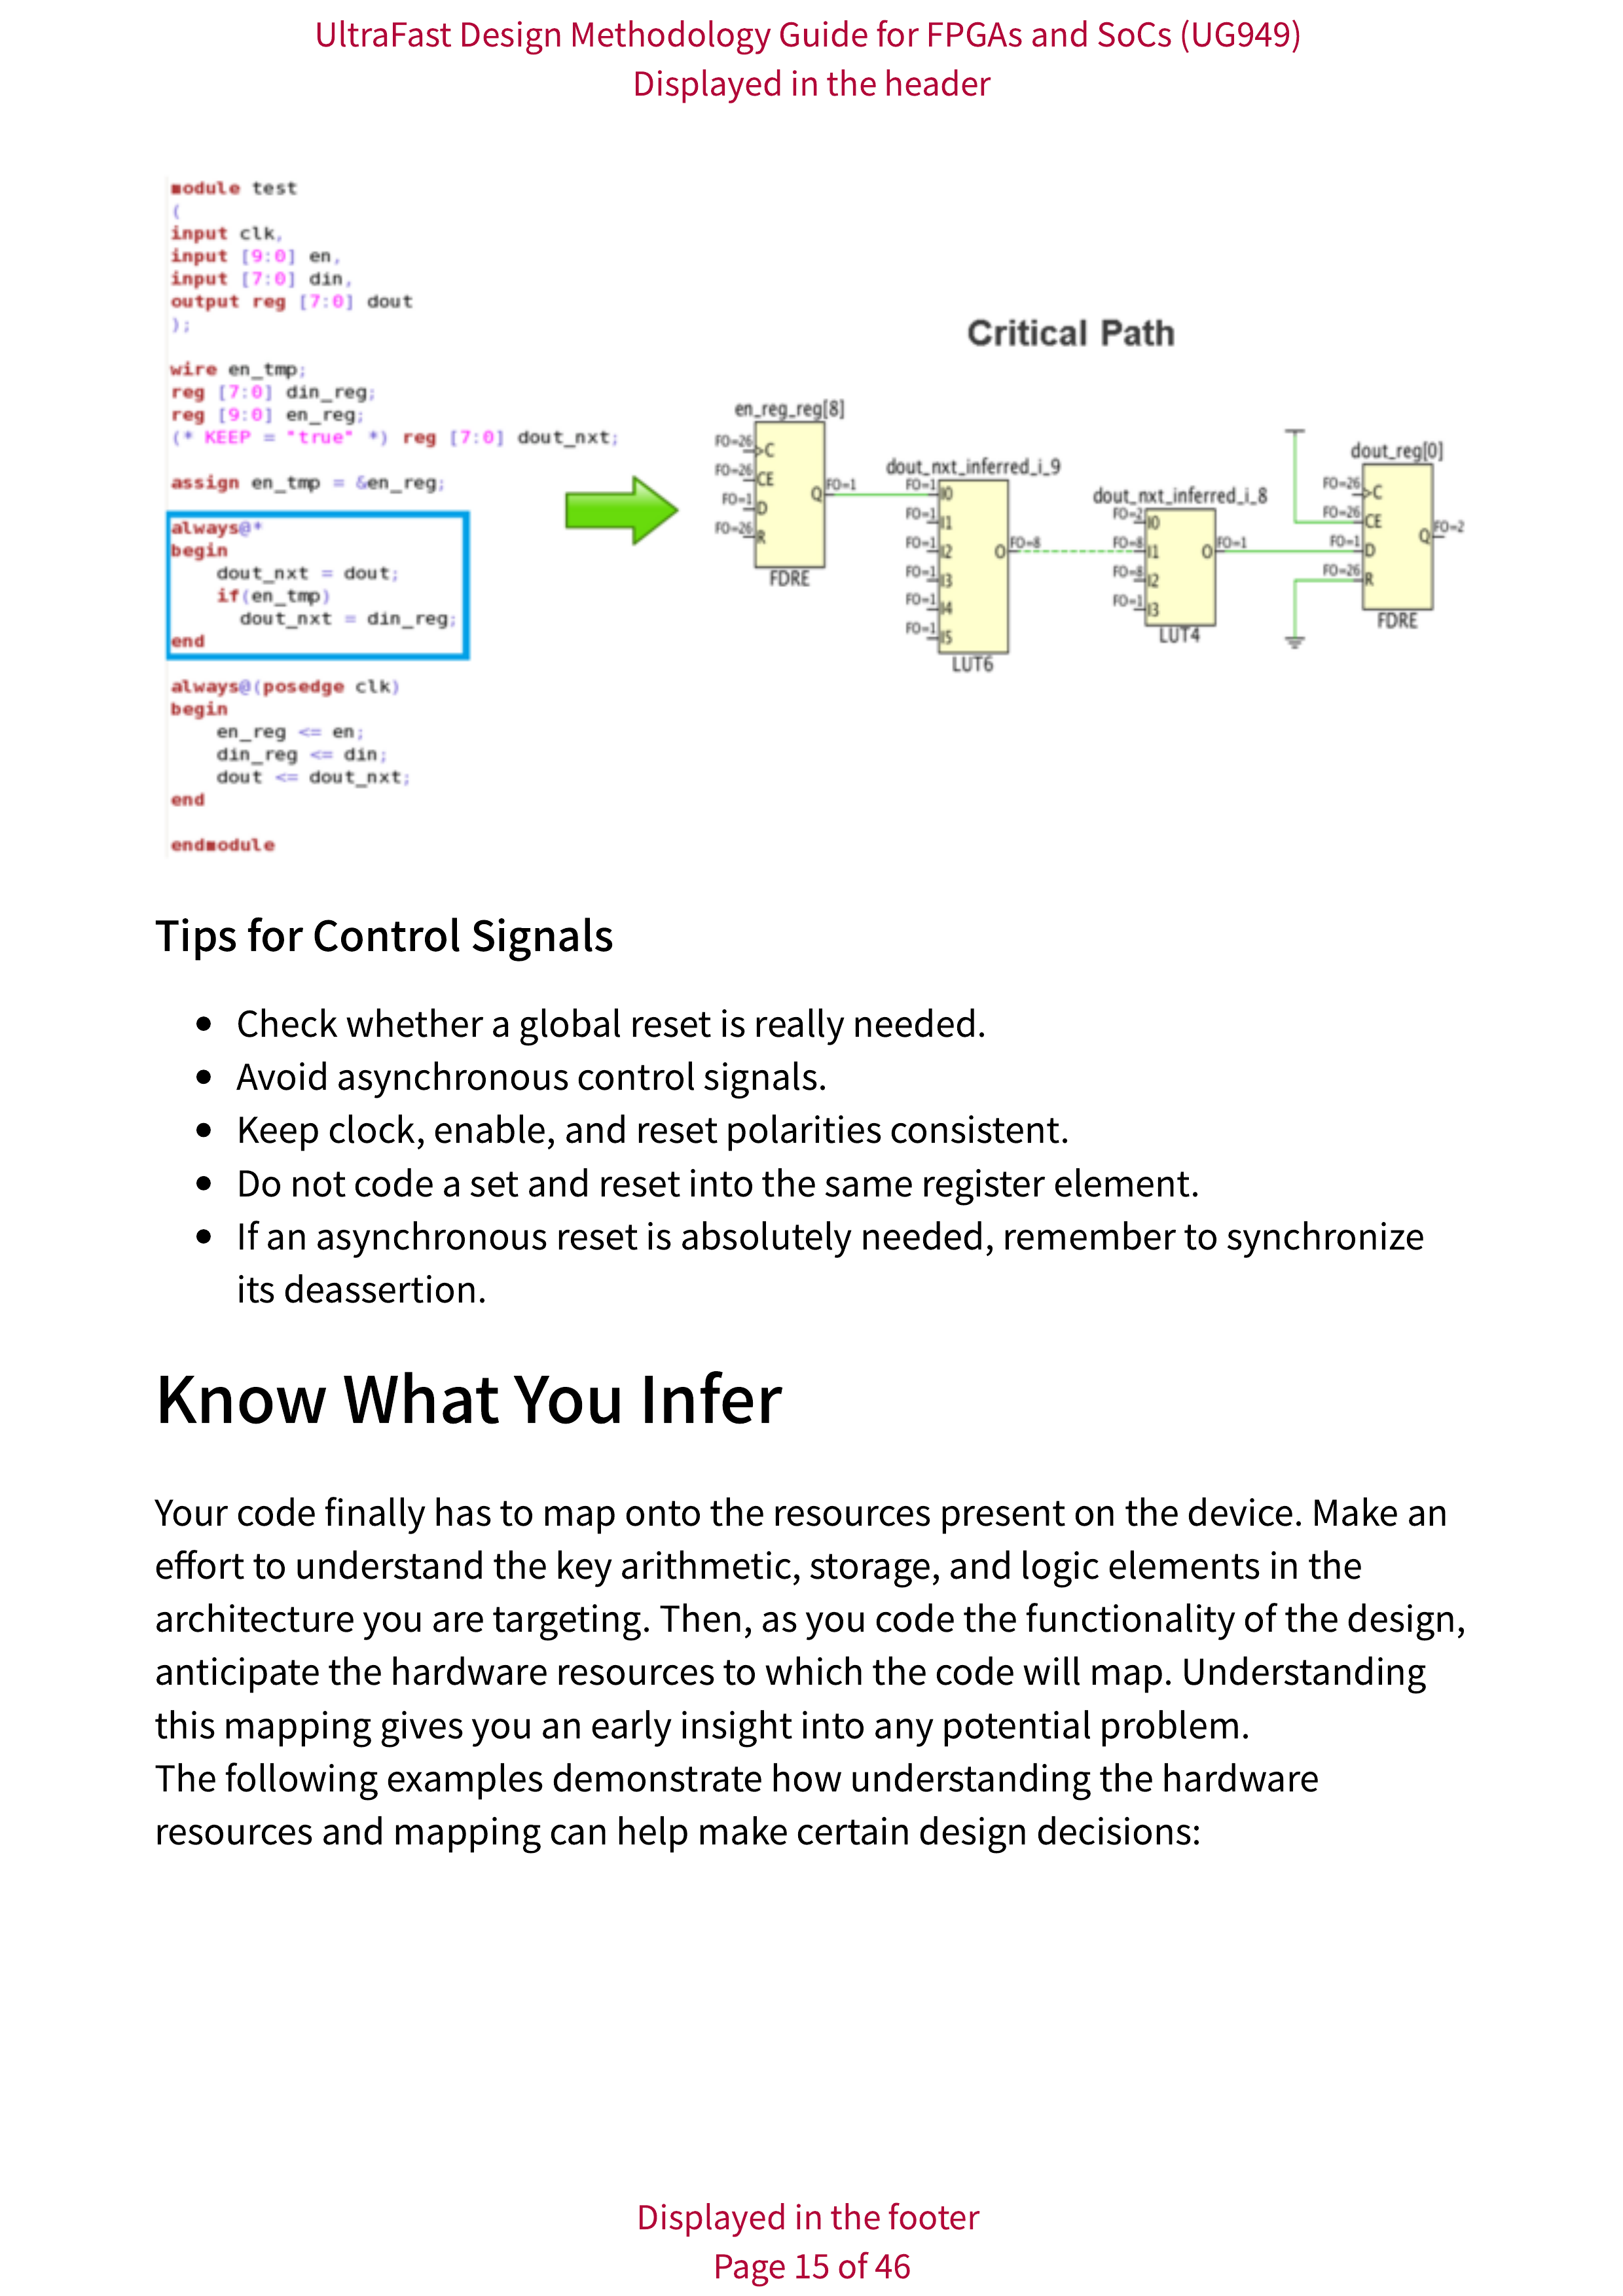 UltraFast Design Methodology Guide for FPGAs and SoCs (UG949)
Displayed in the header
module test
(
input clk,
input [9:0] en,
input [7:0] din,
output reg [7:0] dout
);
wire en_tmp;
reg [7:0] din_reg;
reg [9:0] en_reg;
(* KEEP = "true" *) reg [7:0] dout_nxt;
assign en_tmp = &en_reg;
always@*
begin
dout_nxt = dout;
if(en_tmp)
dout_nxt = din_reg;
end
always@(posedge clk)
begin
en_reg <= en;
din_reg <= din;
dout <= dout_nxt;
end
endmodule
Critical Path
en_reg_reg[8]
FO=26 C
FO=26 CE
FO=1 D
FO=26 R
Q FO=1
FDRE
dout_nxt_inferred_i_9
FO=1 I0
FO=1 I1
FO=1 I2
FO=1 I3
FO=1 I4
FO=1 I5
O FO=8
LUT6
dout_nxt_inferred_i_8
FO=2 I0
FO=8 I1
FO=8 I2
FO=1 I3
O FO=1
LUT4
dout_reg[0]
FO=26 C
FO=26 CE
FO=1 D
FO=26 R
Q FO=2
FDRE
Tips for Control Signals
• Check whether a global reset is really needed.
• Avoid asynchronous control signals.
• Keep clock, enable, and reset polarities consistent.
• Do not code a set and reset into the same register element.
• If an asynchronous reset is absolutely needed, remember to synchronize
its deassertion.
Know What You Infer
Your code finally has to map onto the resources present on the device. Make an
effort to understand the key arithmetic, storage, and logic elements in the
architecture you are targeting. Then, as you code the functionality of the design,
anticipate the hardware resources to which the code will map. Understanding
this mapping gives you an early insight into any potential problem.
The following examples demonstrate how understanding the hardware
resources and mapping can help make certain design decisions:
Displayed in the footer
Page 15 of 46